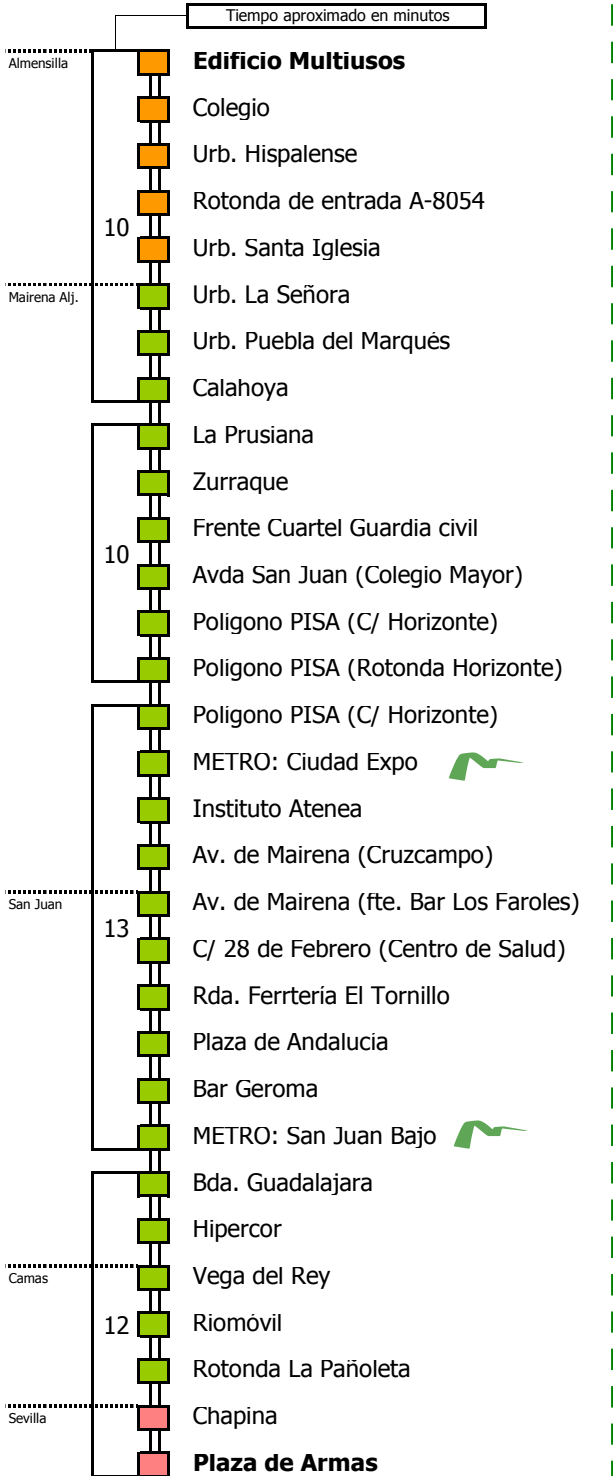 Tiempo aproximado en minutos
Almensilla
Edificio Multiusos
Colegio
Urb. Hispalense
Rotonda de entrada A-8054
10
Urb. Santa Iglesia
Mairena Alj.
Urb. La Señora
Urb. Puebla del Marqués
Calahoya
La Prusiana
Zurraque
Frente Cuartel Guardia civil
10
Avda San Juan (Colegio Mayor)
Poligono PISA (C/ Horizonte)
Poligono PISA (Rotonda Horizonte)
Poligono PISA (C/ Horizonte)
METRO: Ciudad Expo
Instituto Atenea
Av. de Mairena (Cruzcampo)
San Juan
Av. de Mairena (fte. Bar Los Faroles)
13
C/ 28 de Febrero (Centro de Salud)
Rda. Ferrtería El Tornillo
Plaza de Andalucia
Bar Geroma
METRO: San Juan Bajo
Bda. Guadalajara
Hipercor
Camas
Vega del Rey
12
Riomóvil
Rotonda La Pañoleta
Sevilla
Chapina
Plaza de Armas